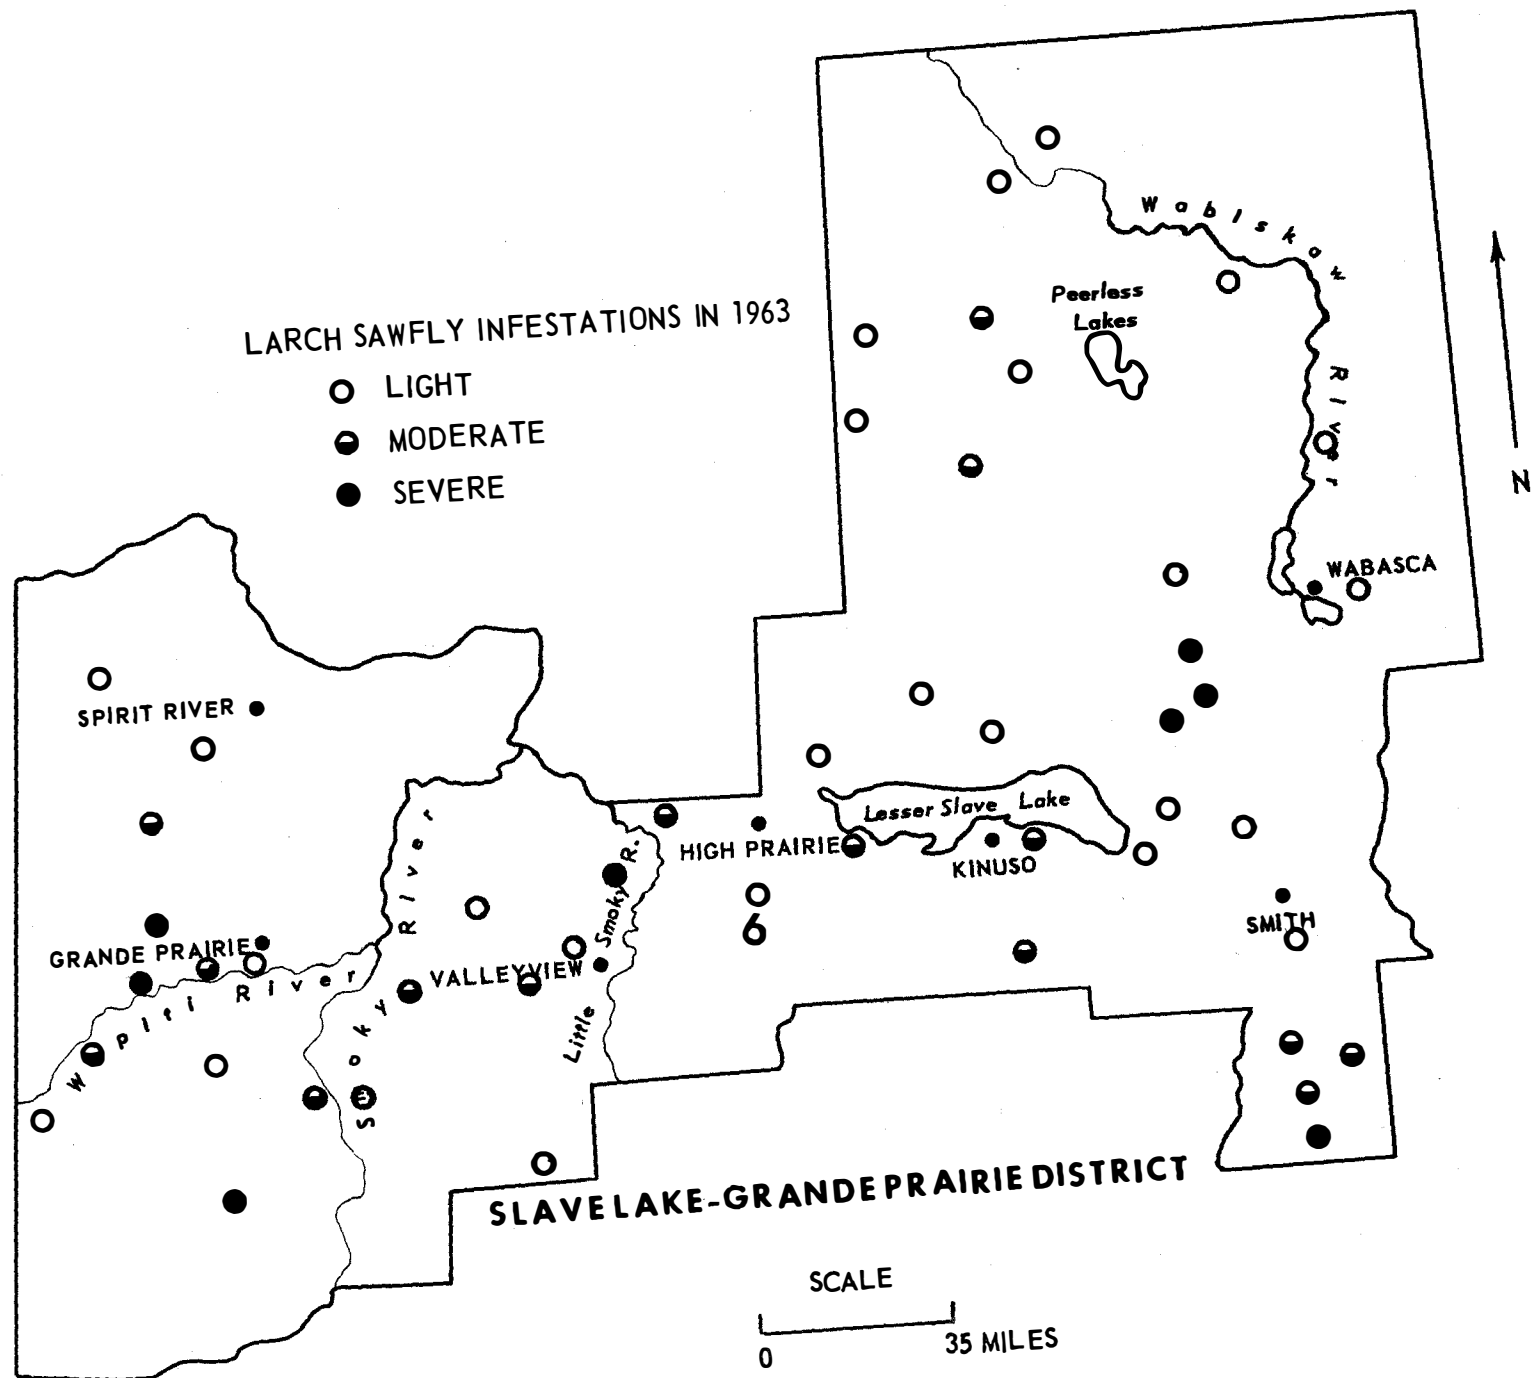 Wabiskaw River
Peerless
Lakes
LARCH SAWFLY INFESTATIONS IN 1963
LIGHT
MODERATE
SEVERE
N
WABASCA
SPIRIT RIVER
Lesser Slave Lake
HIGH PRAIRIE
KINUSO
6
SMITH
GRANDE PRAIRIE
VALLEYVIEW
Wapiti River
Smoky River
Little Smoky R.
SLAVE LAKE-GRANDE PRAIRIE DISTRICT
SCALE
0 35 MILES